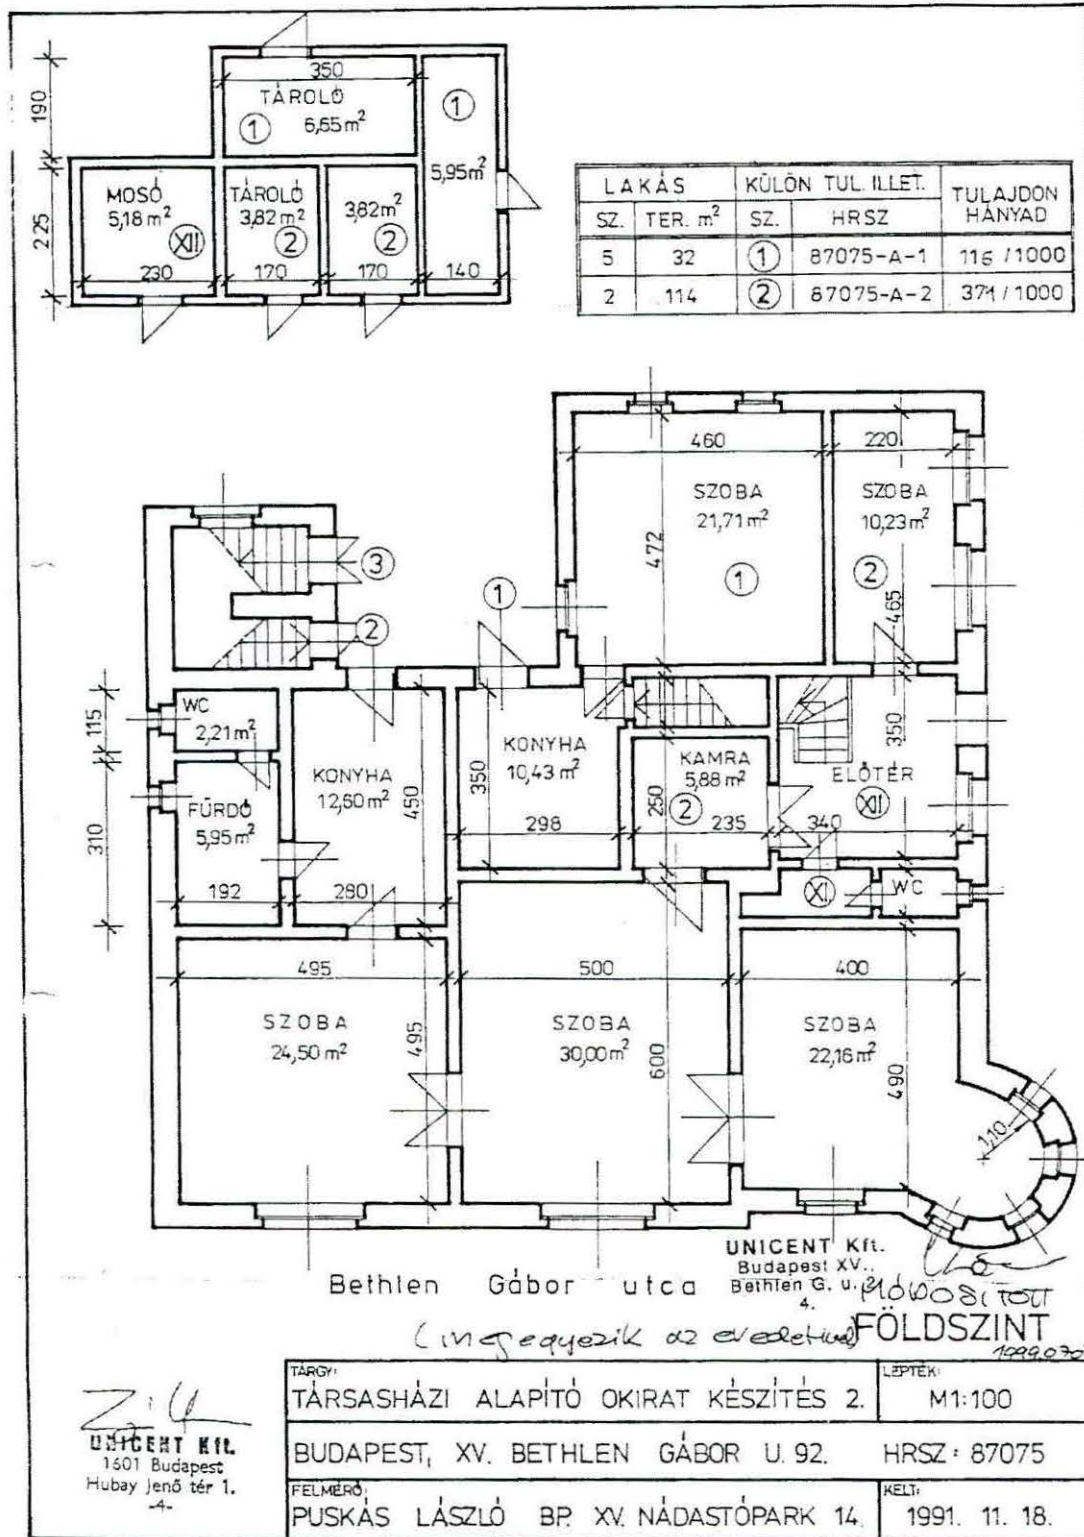 350
TÁROLÓ
6,65 m²
1
1
5,95 m²
190
225
MOSÓ
5,18 m²
XII
230
TÁROLÓ
3,82 m²
2
170
3,82 m²
2
170
140
LAKÁS KÜLÖN TUL. ILLET. TULAJDON HÁNYAD
SZ. TER. m² SZ. HRSZ
5 32 1 87075-A-1 116 / 1000
2 114 2 87075-A-2 371 / 1000
460
SZOBA
21,71 m²
472
1
220
SZOBA
10,23 m²
2
465
3
2
1
115
WC
2,21 m²
310
FÜRDŐ
5,95 m²
192
KONYHA
12,60 m²
450
280
KONYHA
10,43 m²
350
298
KAMRA
5,88 m²
250
2
235
350
ELŐTÉR
XII
340
XI
WC
495
SZOBA
24,50 m²
495
500
SZOBA
30,00 m²
600
400
SZOBA
22,16 m²
490
1,10
Bethlen Gábor utca
UNICENT Kft.
Budapest XV..
Bethlen G. u.
4.
MÓDOSÍTOTT
(megegyezik az eredetivel)
FÖLDSZINT
UNICENT Kft.
1601 Budapest
Hubay Jenő tér 1.
-4-
TÁRGY:
TÁRSASHÁZI ALAPÍTÓ OKIRAT KÉSZÍTÉS 2.
LÉPTÉK:
M1:100
BUDAPEST, XV. BETHLEN GÁBOR U. 92.
HRSZ: 87075
FELMÉRŐ:
PUSKÁS LÁSZLÓ BP. XV. NÁDASTÓPARK 14.
KELT:
1991. 11. 18.